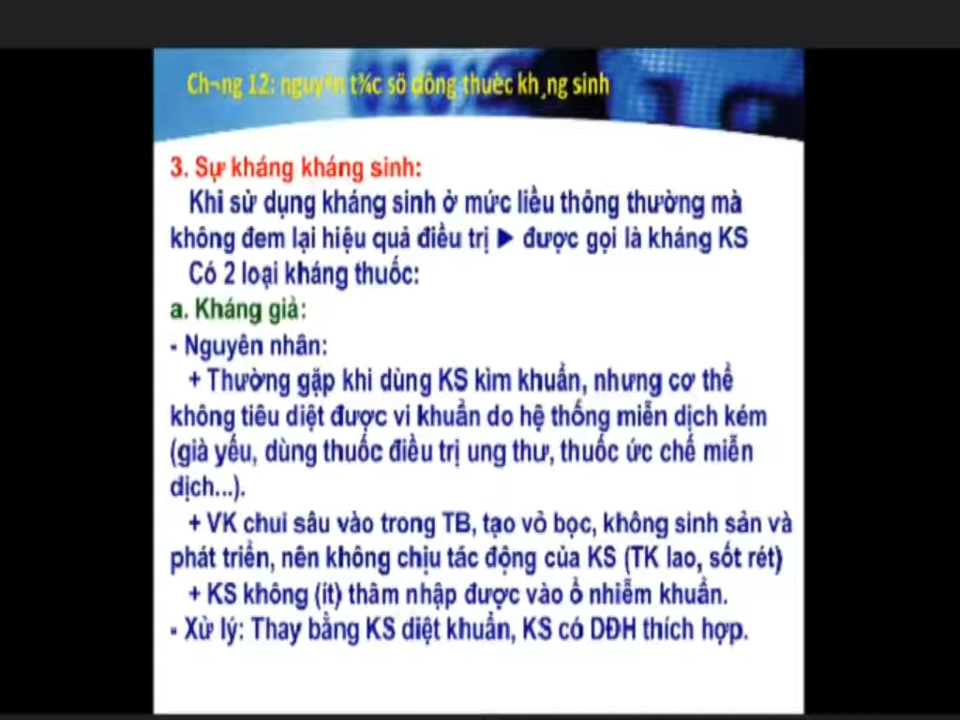 Ch¬ng 12: nguyªn t¾c sö dông thuèc kh¸ng sinh
3. Sự kháng kháng sinh:
Khi sử dụng kháng sinh ở mức liều thông thường mà
không đem lại hiệu quả điều trị ► được gọi là kháng KS
Có 2 loại kháng thuốc:
a. Kháng giả:
- Nguyên nhân:
+ Thường gặp khi dùng KS kìm khuẩn, nhưng cơ thể
không tiêu diệt được vi khuẩn do hệ thống miễn dịch kém
(già yếu, dùng thuốc điều trị ung thư, thuốc ức chế miễn
dịch...).
+ VK chui sâu vào trong TB, tạo vỏ bọc, không sinh sản và
phát triển, nên không chịu tác động của KS (TK lao, sốt rét)
+ KS không (ít) thâm nhập được vào ổ nhiễm khuẩn.
- Xử lý: Thay bằng KS diệt khuẩn, KS có DĐH thích hợp.